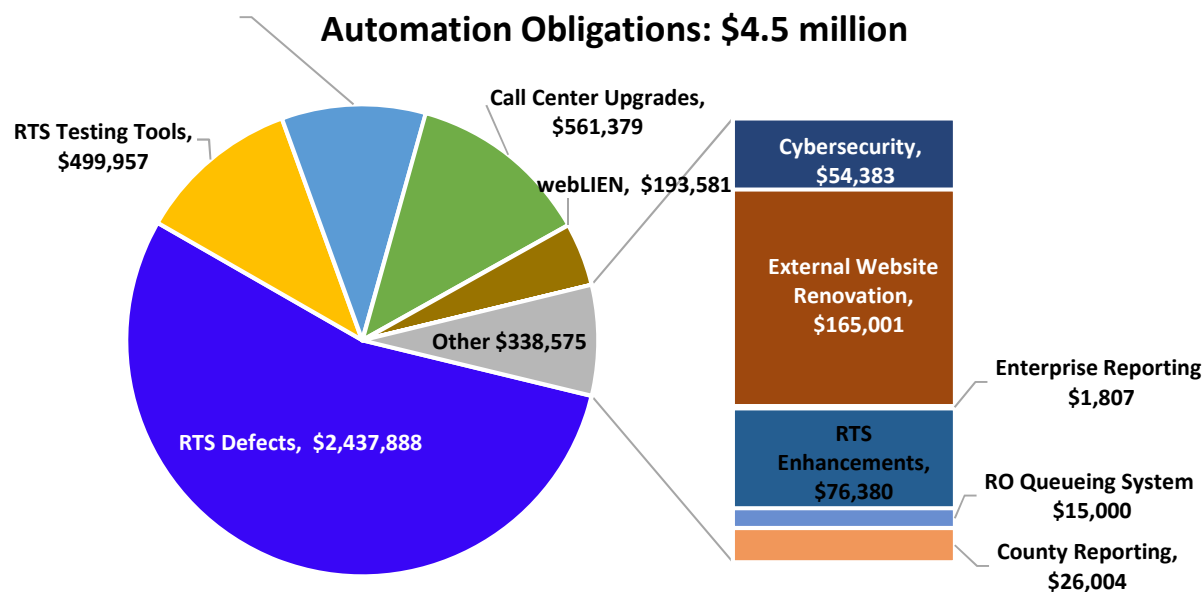 Automation Obligations: $4.5 million
Call Center Upgrades,
$561,379
RTS Testing Tools,
$499,957
webLIEN, $193,581
Other $338,575
RTS Defects, $2,437,888
Cybersecurity,
$54,383
External Website
Renovation,
$165,001
Enterprise Reporting
$1,807
RTS
Enhancements,
$76,380
RO Queueing System
$15,000
County Reporting,
$26,004